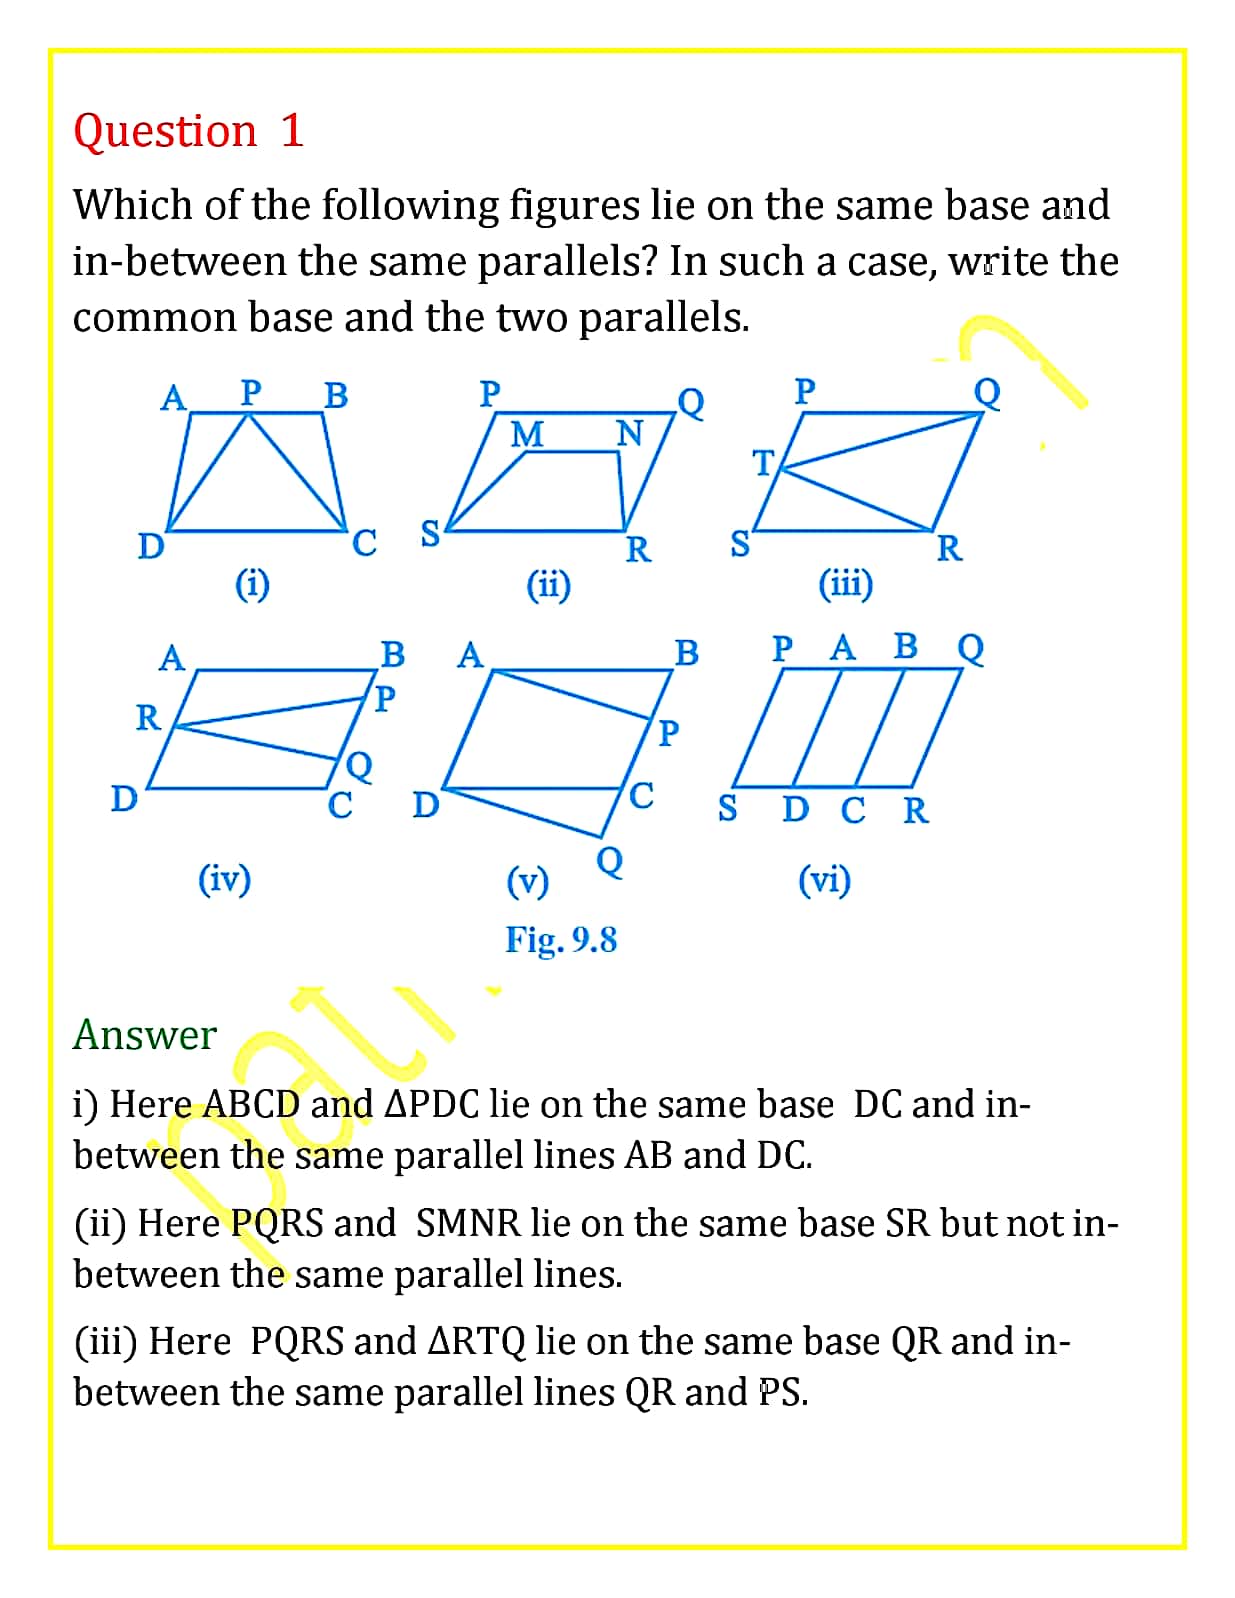 Question 1
Which of the following figures lie on the same base and
in-between the same parallels? In such a case, write the
common base and the two parallels.
A P B
D C
(i)
P Q
M N
S R
(ii)
P Q
T
S R
(iii)
A B
P
R
Q
D C
(iv)
A B
P
D C
Q
(v)
P A B Q
S D C R
(vi)
Fig. 9.8
Answer
i) Here ABCD and ΔPDC lie on the same base DC and in-
between the same parallel lines AB and DC.
(ii) Here PQRS and SMNR lie on the same base SR but not in-
between the same parallel lines.
(iii) Here PQRS and ΔRTQ lie on the same base QR and in-
between the same parallel lines QR and PS.